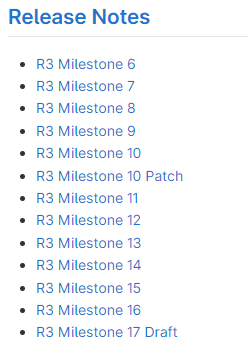 Release Notes
R3 Milestone 6
R3 Milestone 7
R3 Milestone 8
R3 Milestone 9
R3 Milestone 10
R3 Milestone 10 Patch
R3 Milestone 11
R3 Milestone 12
R3 Milestone 13
R3 Milestone 14
R3 Milestone 15
R3 Milestone 16
R3 Milestone 17 Draft